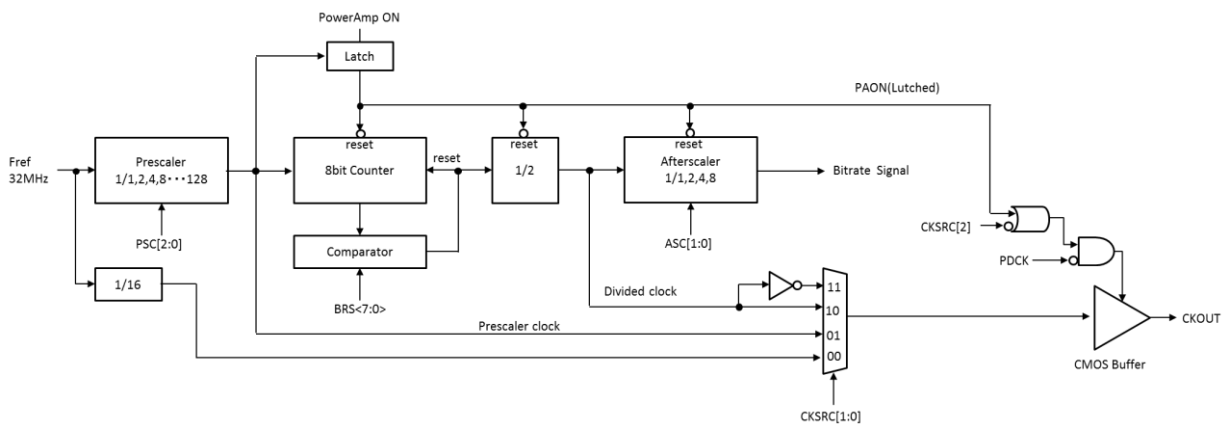 PowerAmp ON
Latch
PAON(Lutched)
Fref
32MHz
Prescaler
1/1,2,4,8・・・128
reset
8bit Counter
reset
reset
1/2
reset
Afterscaler
1/1,2,4,8
Bitrate Signal
PSC[2:0]
Comparator
ASC[1:0]
CKSRC[2]
PDCK
1/16
BRS<7:0>
Divided clock
11
10
Prescaler clock
01
00
CKOUT
CMOS Buffer
CKSRC[1:0]